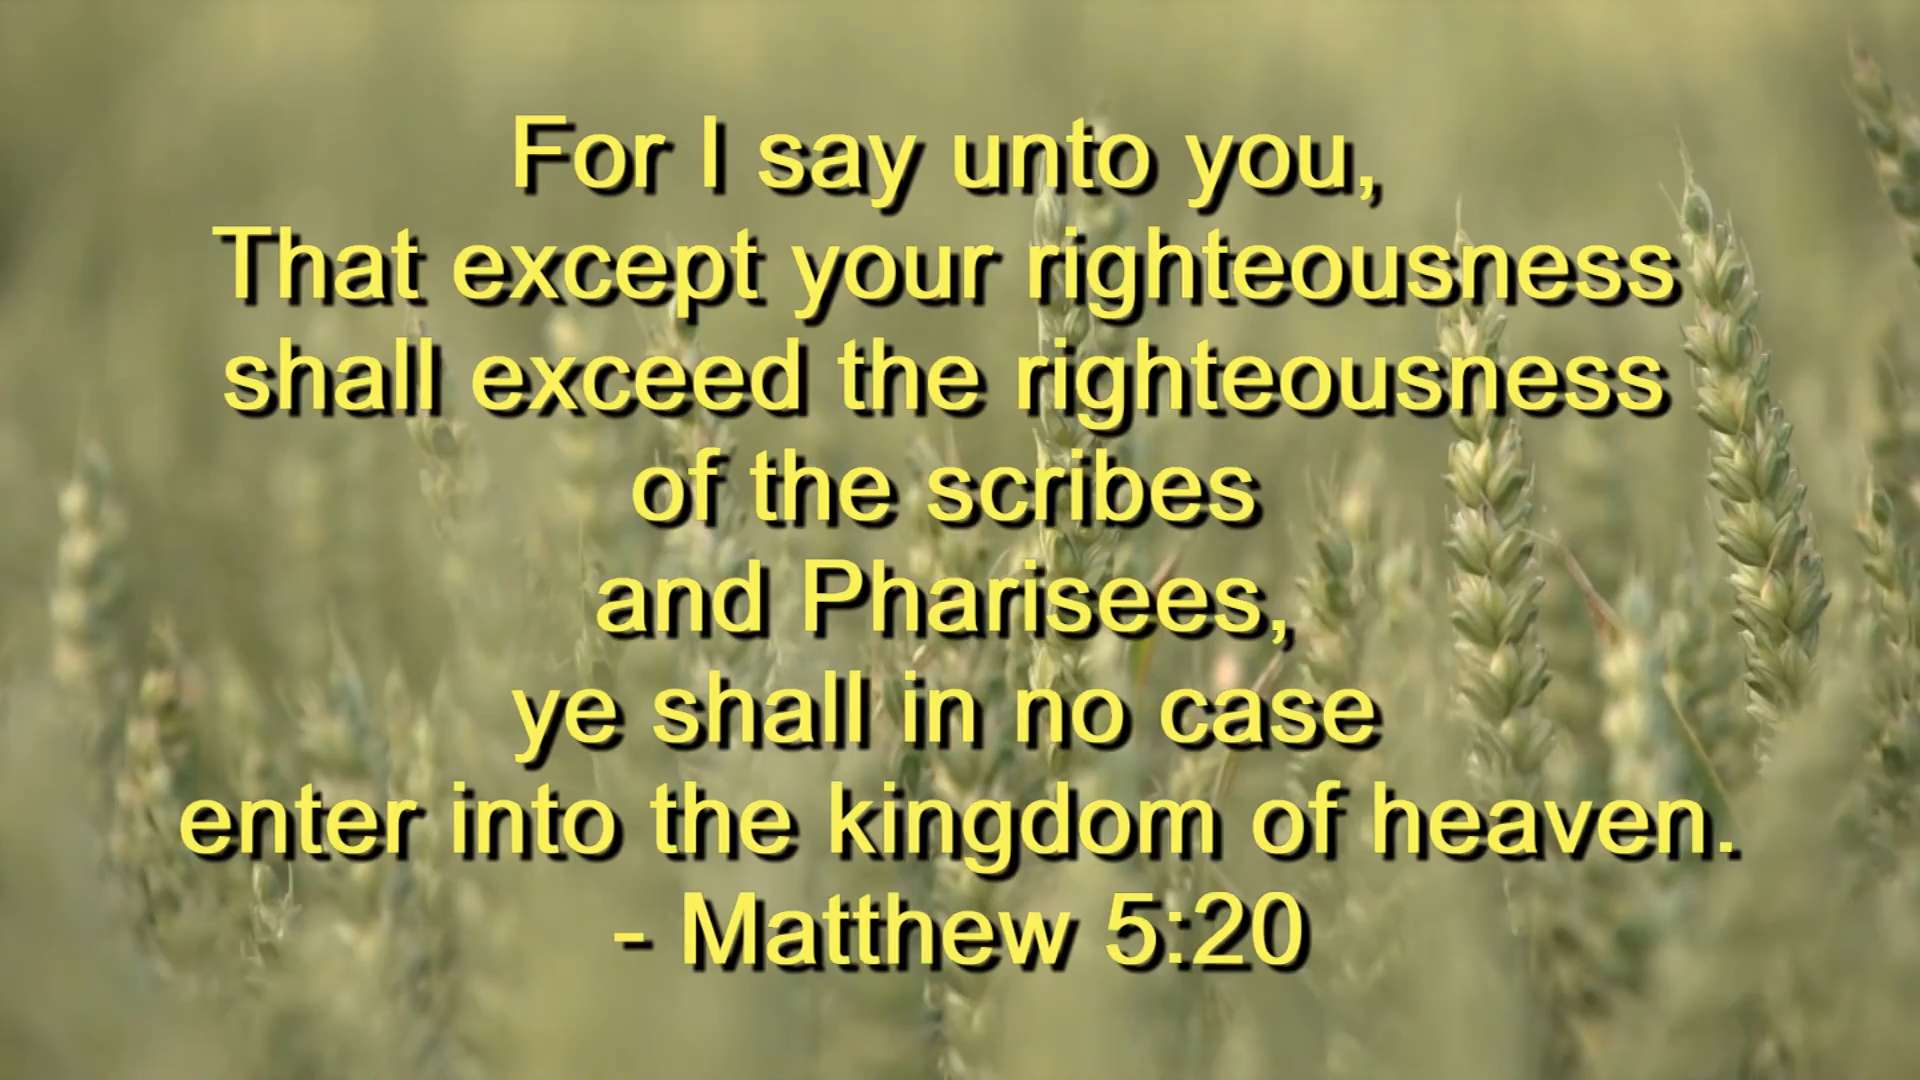 For I say unto you,
That except your righteousness
shall exceed the righteousness
of the scribes
and Pharisees,
ye shall in no case
enter into the kingdom of heaven.
- Matthew 5:20